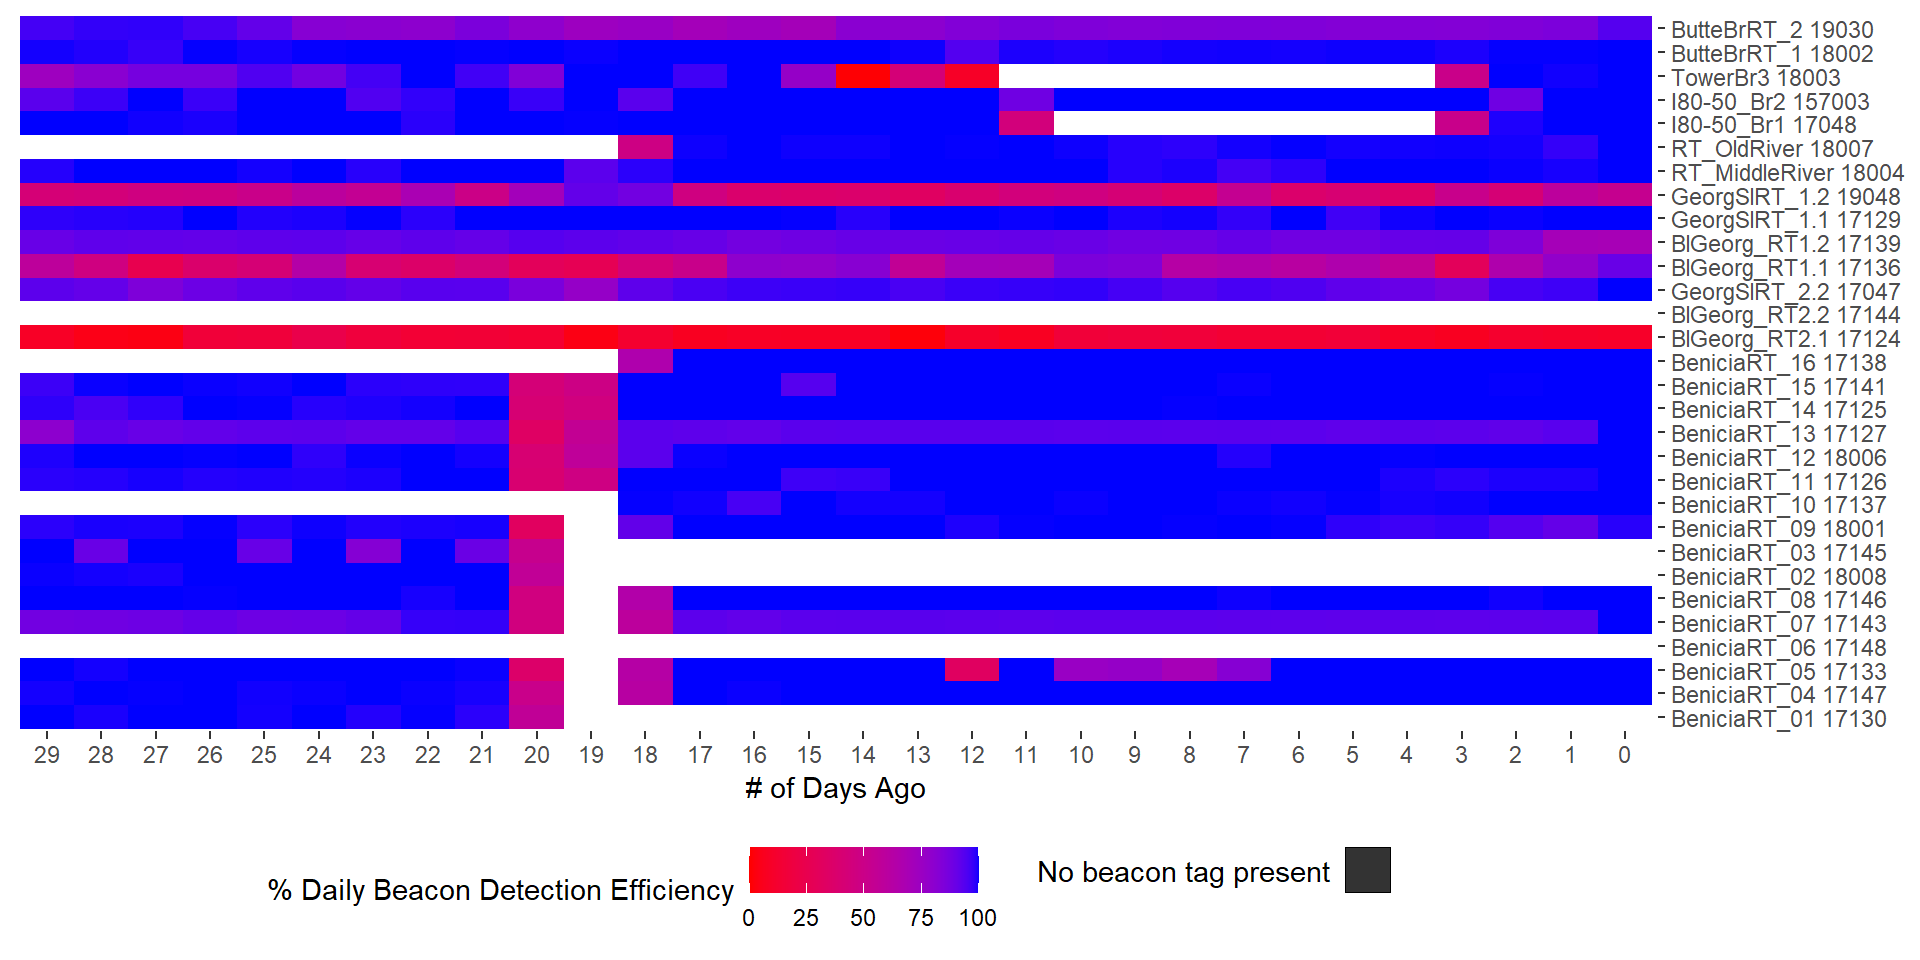 ButteBrRT_2 19030
ButteBrRT_1 18002
TowerBr3 18003
I80-50_Br2 157003
I80-50_Br1 17048
RT_OldRiver 18007
RT_MiddleRiver 18004
GeorgSlRT_1.2 19048
GeorgSlRT_1.1 17129
BlGeorg_RT1.2 17139
BlGeorg_RT1.1 17136
GeorgSlRT_2.2 17047
BlGeorg_RT2.2 17144
BlGeorg_RT2.1 17124
BeniciaRT_16 17138
BeniciaRT_15 17141
BeniciaRT_14 17125
BeniciaRT_13 17127
BeniciaRT_12 18006
BeniciaRT_11 17126
BeniciaRT_10 17137
BeniciaRT_09 18001
BeniciaRT_03 17145
BeniciaRT_02 18008
BeniciaRT_08 17146
BeniciaRT_07 17143
BeniciaRT_06 17148
BeniciaRT_05 17133
BeniciaRT_04 17147
BeniciaRT_01 17130
29 28 27 26 25 24 23 22 21 20 19 18 17 16 15 14 13 12 11 10 9 8 7 6 5 4 3 2 1 0
# of Days Ago
% Daily Beacon Detection Efficiency
0 25 50 75 100
No beacon tag present